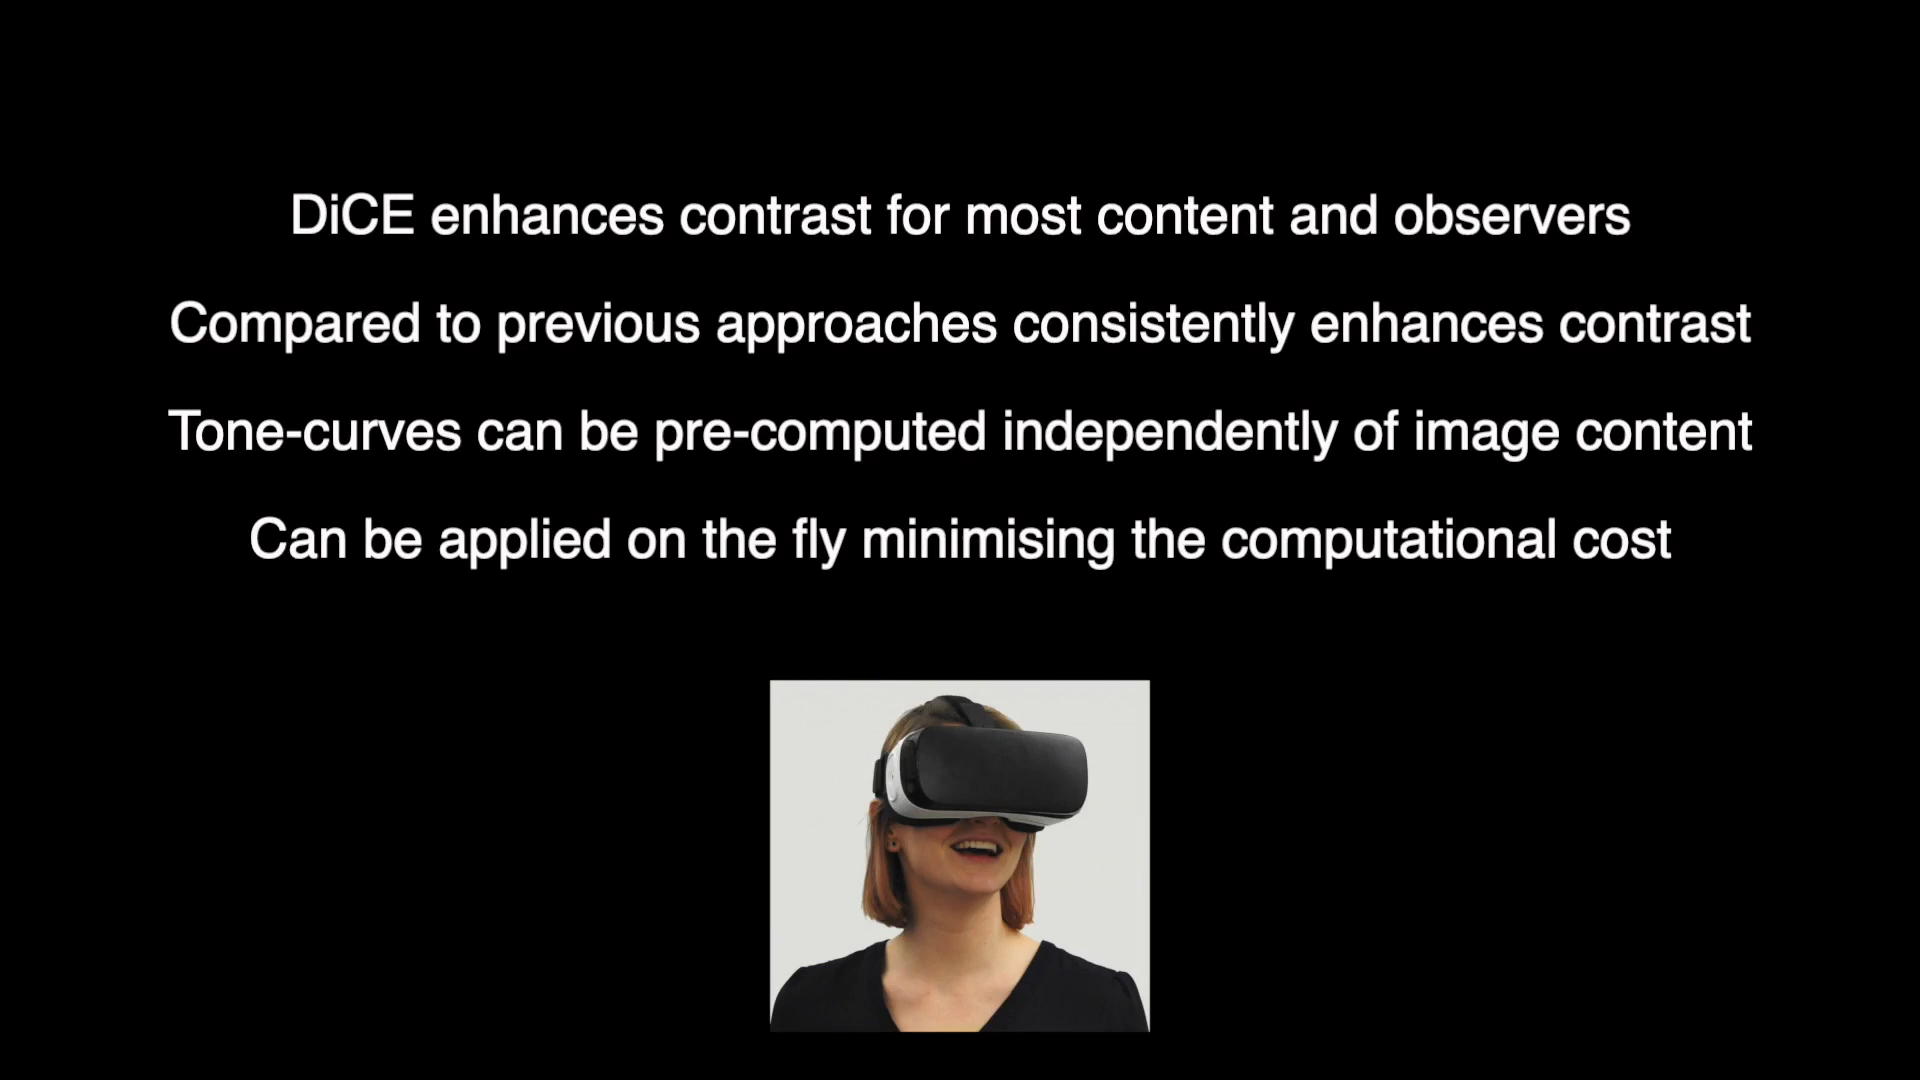 DiCE enhances contrast for most content and observers
Compared to previous approaches consistently enhances contrast
Tone-curves can be pre-computed independently of image content
Can be applied on the fly minimising the computational cost